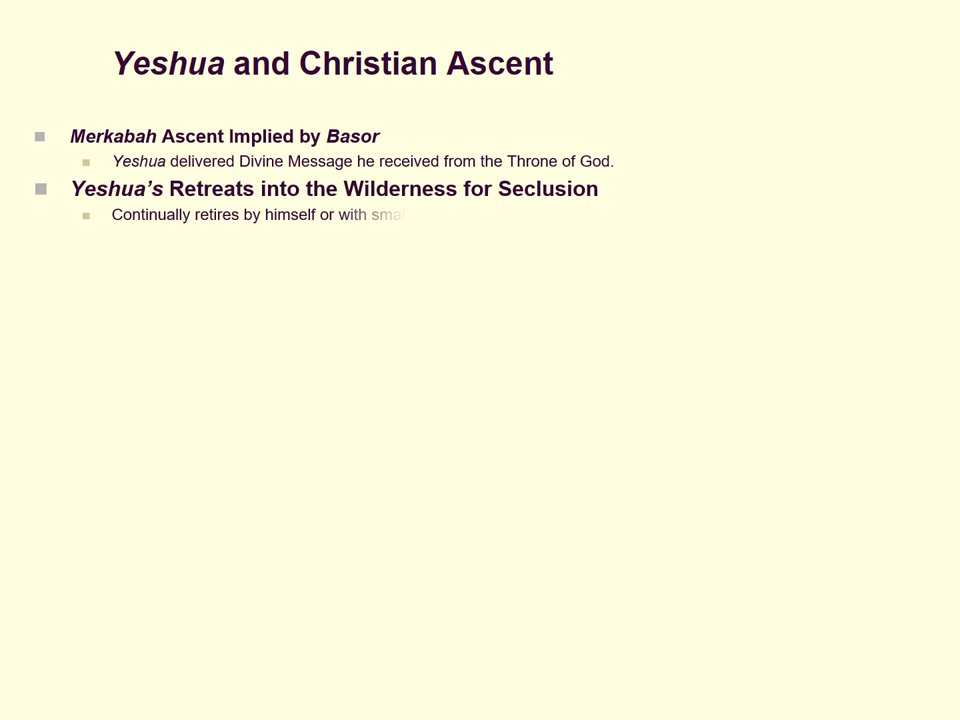 Yeshua and Christian Ascent
Merkabah Ascent Implied by Basor
Yeshua delivered Divine Message he received from the Throne of God.
Yeshua’s Retreats into the Wilderness for Seclusion
Continually retires by himself or with